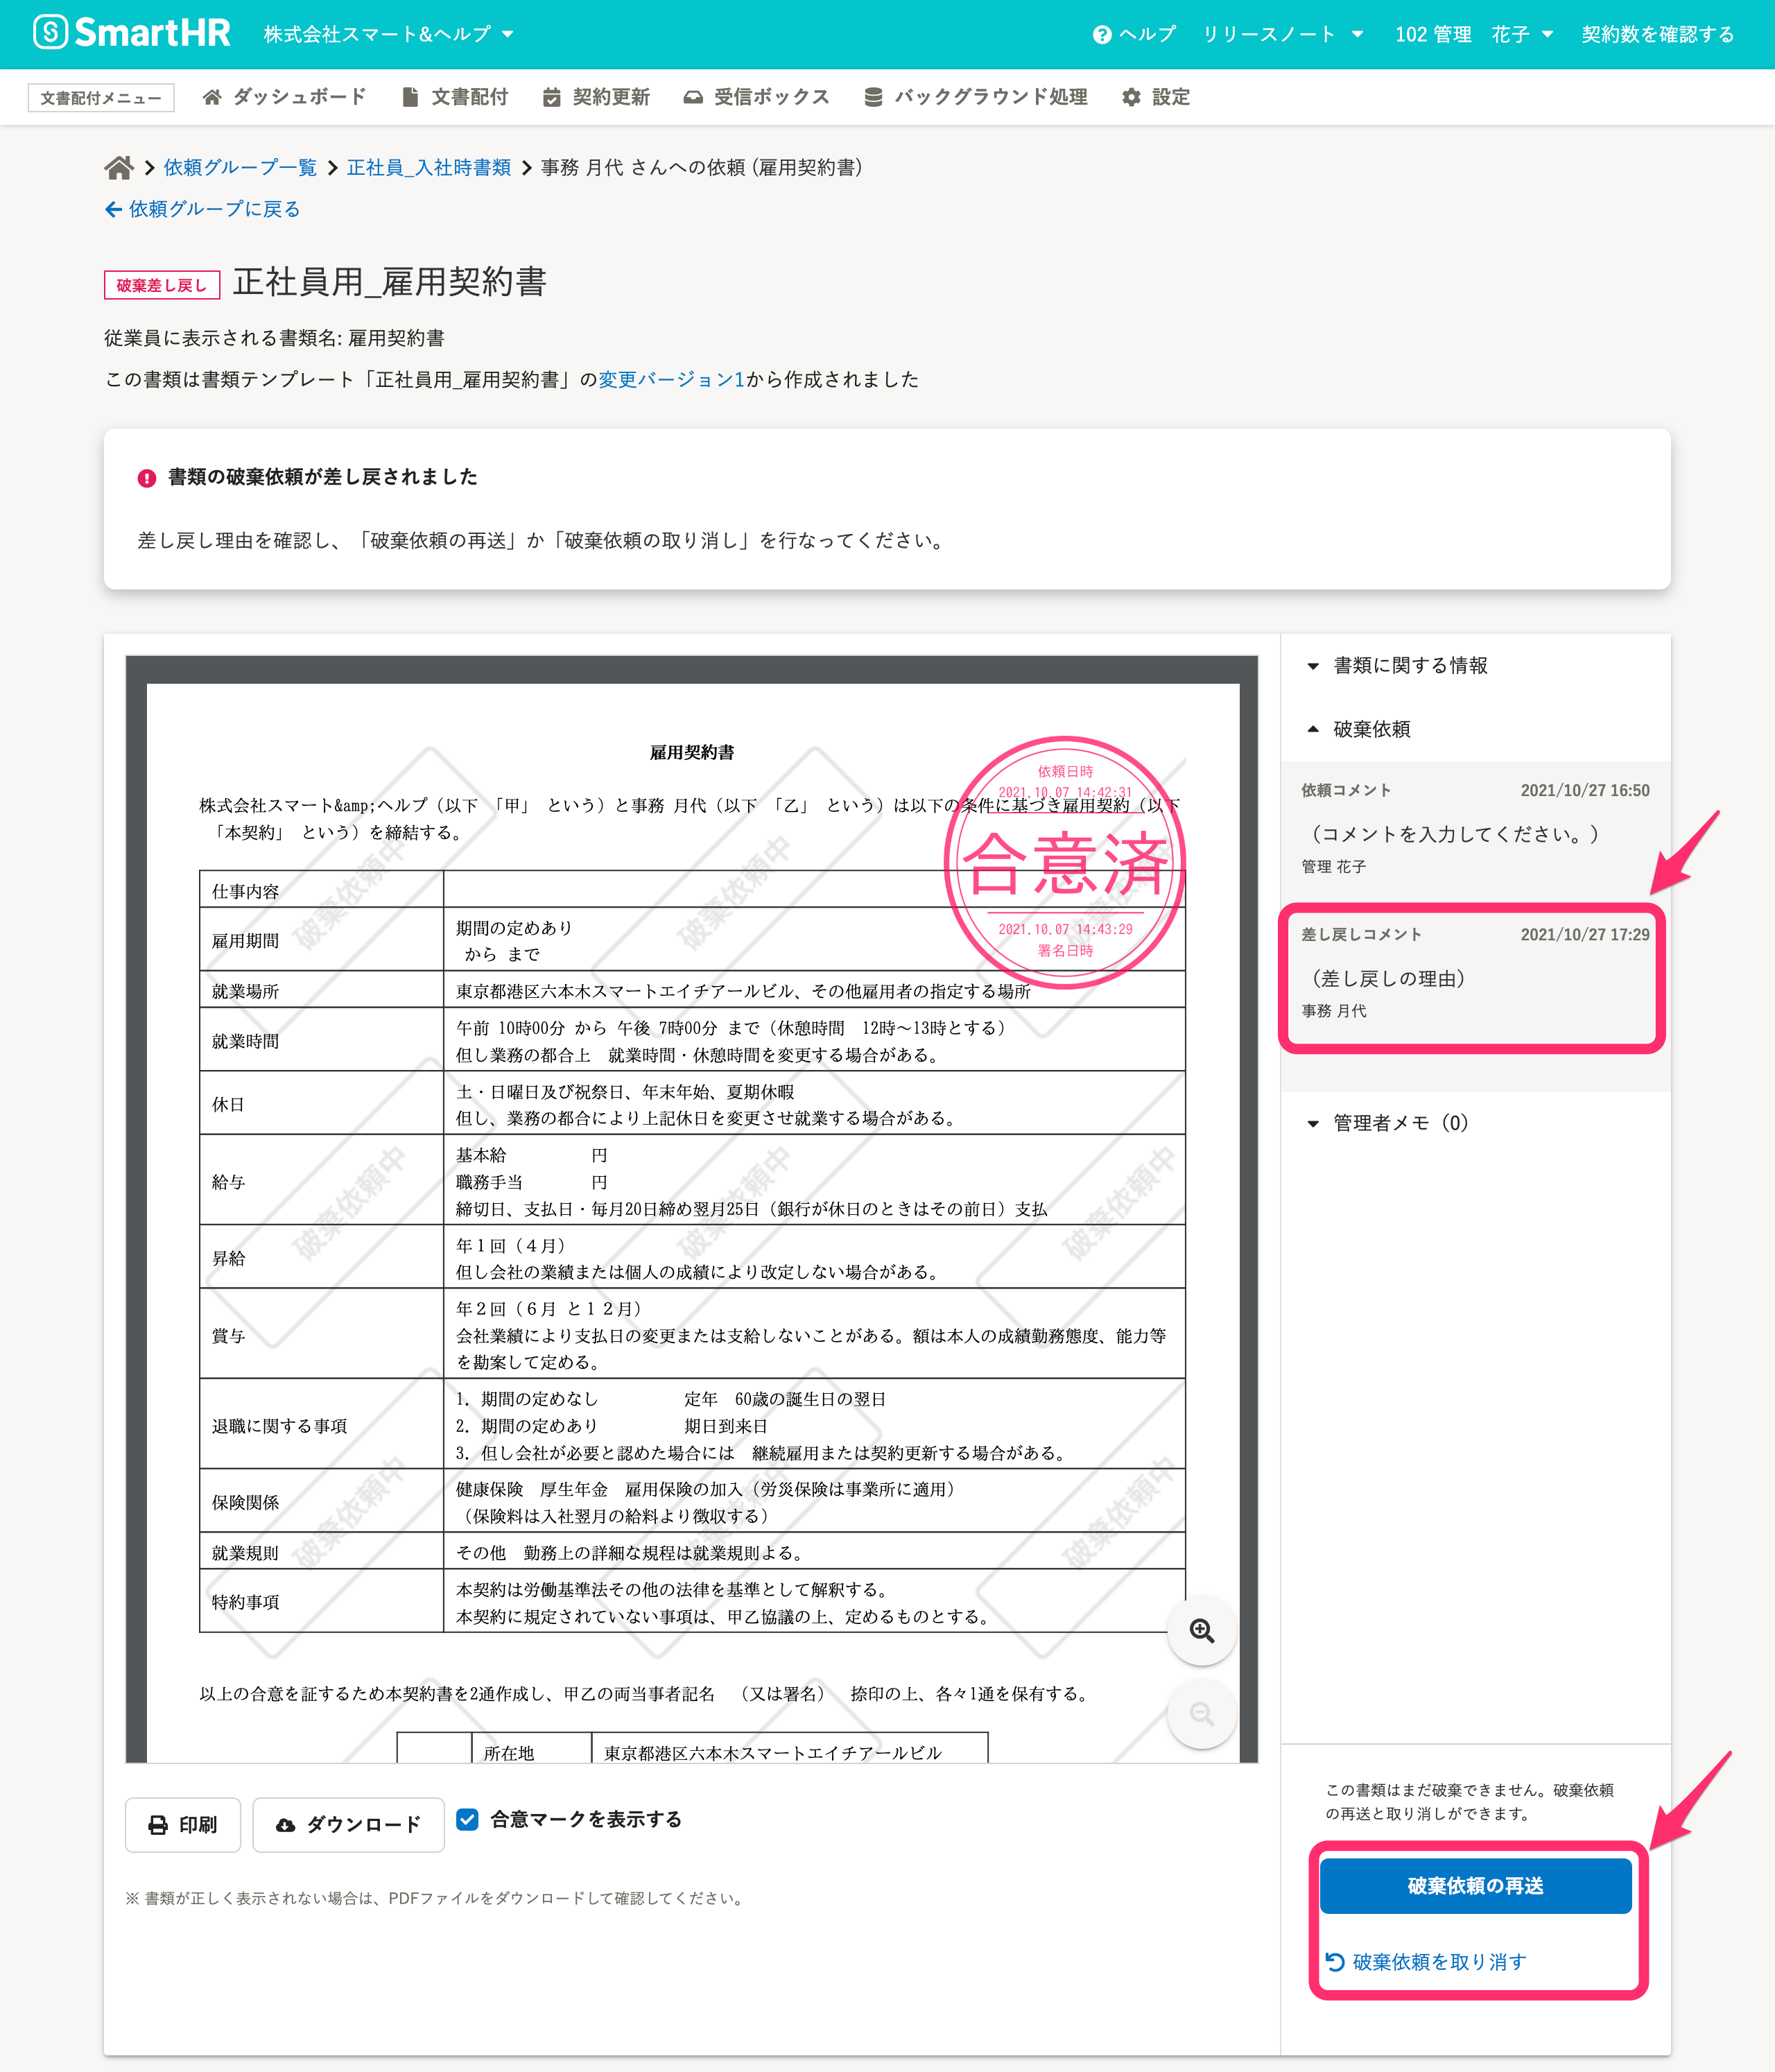 SmartHR 株式会社スマート&ヘルプ ヘルプ リリースノート 102 管理 花子 契約数を確認する
文書配付メニュー ダッシュボード 文書配付 契約更新 受信ボックス バックグラウンド処理 設定
依頼グループ一覧 正社員_入社時書類 事務 月代 さんへの依頼 (雇用契約書)
依頼グループに戻る
破棄差し戻し 正社員用_雇用契約書
従業員に表示される書類名: 雇用契約書
この書類は書類テンプレート「正社員用_雇用契約書」の変更バージョン1から作成されました
書類の破棄依頼が差し戻されました
差し戻し理由を確認し、「破棄依頼の再送」か「破棄依頼の取り消し」を行なってください。
雇用契約書
株式会社スマート&amp;ヘルプ（以下 「甲」 という）と事務 月代（以下 「乙」 という）は以下の条件に基づき雇用契約（以下
「本契約」 という）を締結する。
依頼日時
2021.10.07 14:42:31
合意済
2021.10.07 14:43:29
署名日時
仕事内容
雇用期間 期間の定めあり
から まで
就業場所 東京都港区六本木スマートエイチアールビル、その他雇用者の指定する場所
就業時間 午前 10時00分 から 午後 7時00分 まで（休憩時間 12時～13時とする）
但し業務の都合上 就業時間・休憩時間を変更する場合がある。
休日 土・日曜日及び祝祭日、年末年始、夏期休暇
但し、業務の都合により上記休日を変更させ就業する場合がある。
給与 基本給 円
職務手当 円
締切日、支払日・毎月20日締め翌月25日（銀行が休日のときはその前日）支払
昇給 年１回（４月）
但し会社の業績または個人の成績により改定しない場合がある。
賞与 年２回（６月 と１２月）
会社業績により支払日の変更または支給しないことがある。額は本人の成績勤務態度、能力等
を勘案して定める。
退職に関する事項 1. 期間の定めなし 定年 60歳の誕生日の翌日
2. 期間の定めあり 期日到来日
3. 但し会社が必要と認めた場合には 継続雇用または契約更新する場合がある。
保険関係 健康保険 厚生年金 雇用保険の加入（労災保険は事業所に適用）
（保険料は入社翌月の給料より徴収する）
就業規則 その他 勤務上の詳細な規程は就業規則よる。
特約事項 本契約は労働基準法その他の法律を基準として解釈する。
本契約に規定されていない事項は、甲乙協議の上、定めるものとする。
以上の合意を証するため本契約書を2通作成し、甲乙の両当事者記名 （又は署名） 捺印の上、各々1通を保有する。
所在地 東京都港区六本木スマートエイチアールビル
破棄依頼中
破棄依頼中
破棄依頼中
破棄依頼中
破棄依頼中
破棄依頼中
破棄依頼中
破棄依頼中
破棄依頼中
印刷 ダウンロード 合意マークを表示する
※ 書類が正しく表示されない場合は、PDFファイルをダウンロードして確認してください。
書類に関する情報
破棄依頼
依頼コメント 2021/10/27 16:50
（コメントを入力してください。）
管理 花子
差し戻しコメント 2021/10/27 17:29
（差し戻しの理由）
事務 月代
管理者メモ（0）
この書類はまだ破棄できません。破棄依頼
の再送と取り消しができます。
破棄依頼の再送
破棄依頼を取り消す